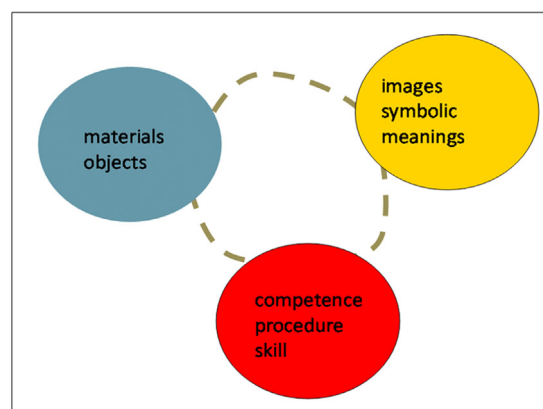 materials
objects
images
symbolic
meanings
competence
procedure
skill